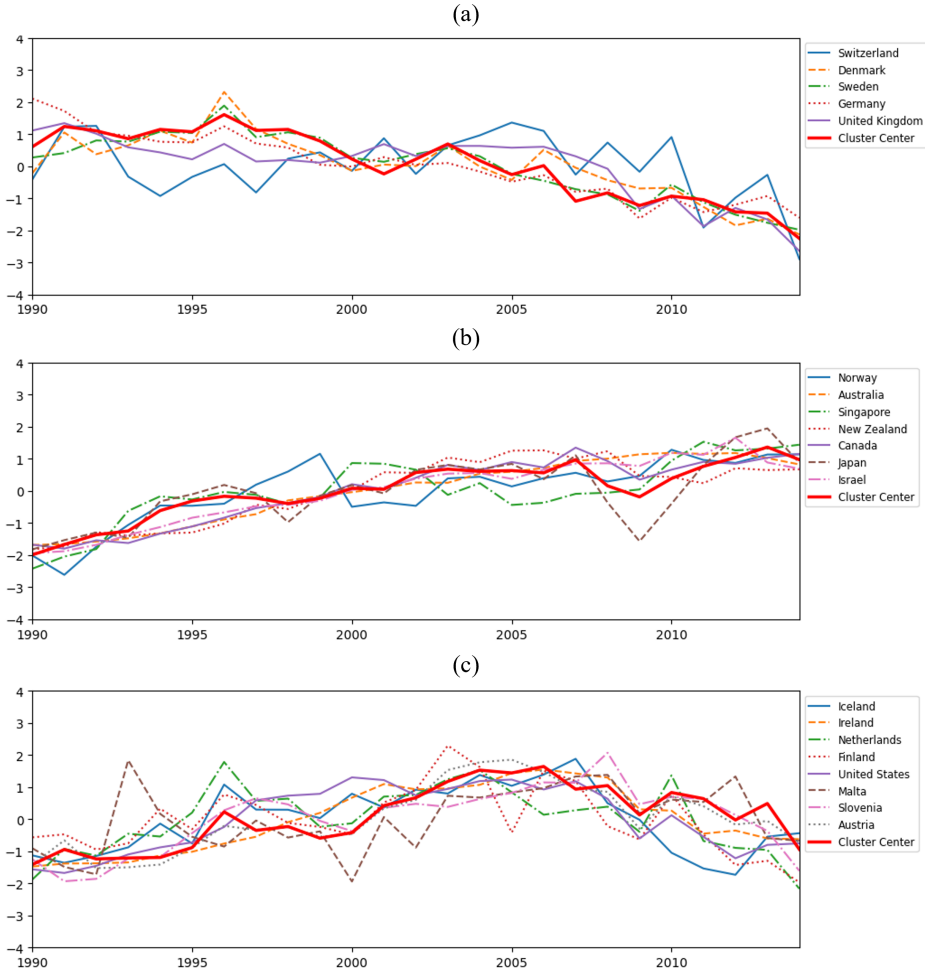 (a)
4
3
2
1
0
−1
−2
−3
−4
1990
1995
2000
2005
2010
Switzerland
Denmark
Sweden
Germany
United Kingdom
Cluster Center
(b)
4
3
2
1
0
−1
−2
−3
−4
1990
1995
2000
2005
2010
Norway
Australia
Singapore
New Zealand
Canada
Japan
Israel
Cluster Center
(c)
4
3
2
1
0
−1
−2
−3
−4
1990
1995
2000
2005
2010
Iceland
Ireland
Netherlands
Finland
United States
Malta
Slovenia
Austria
Cluster Center